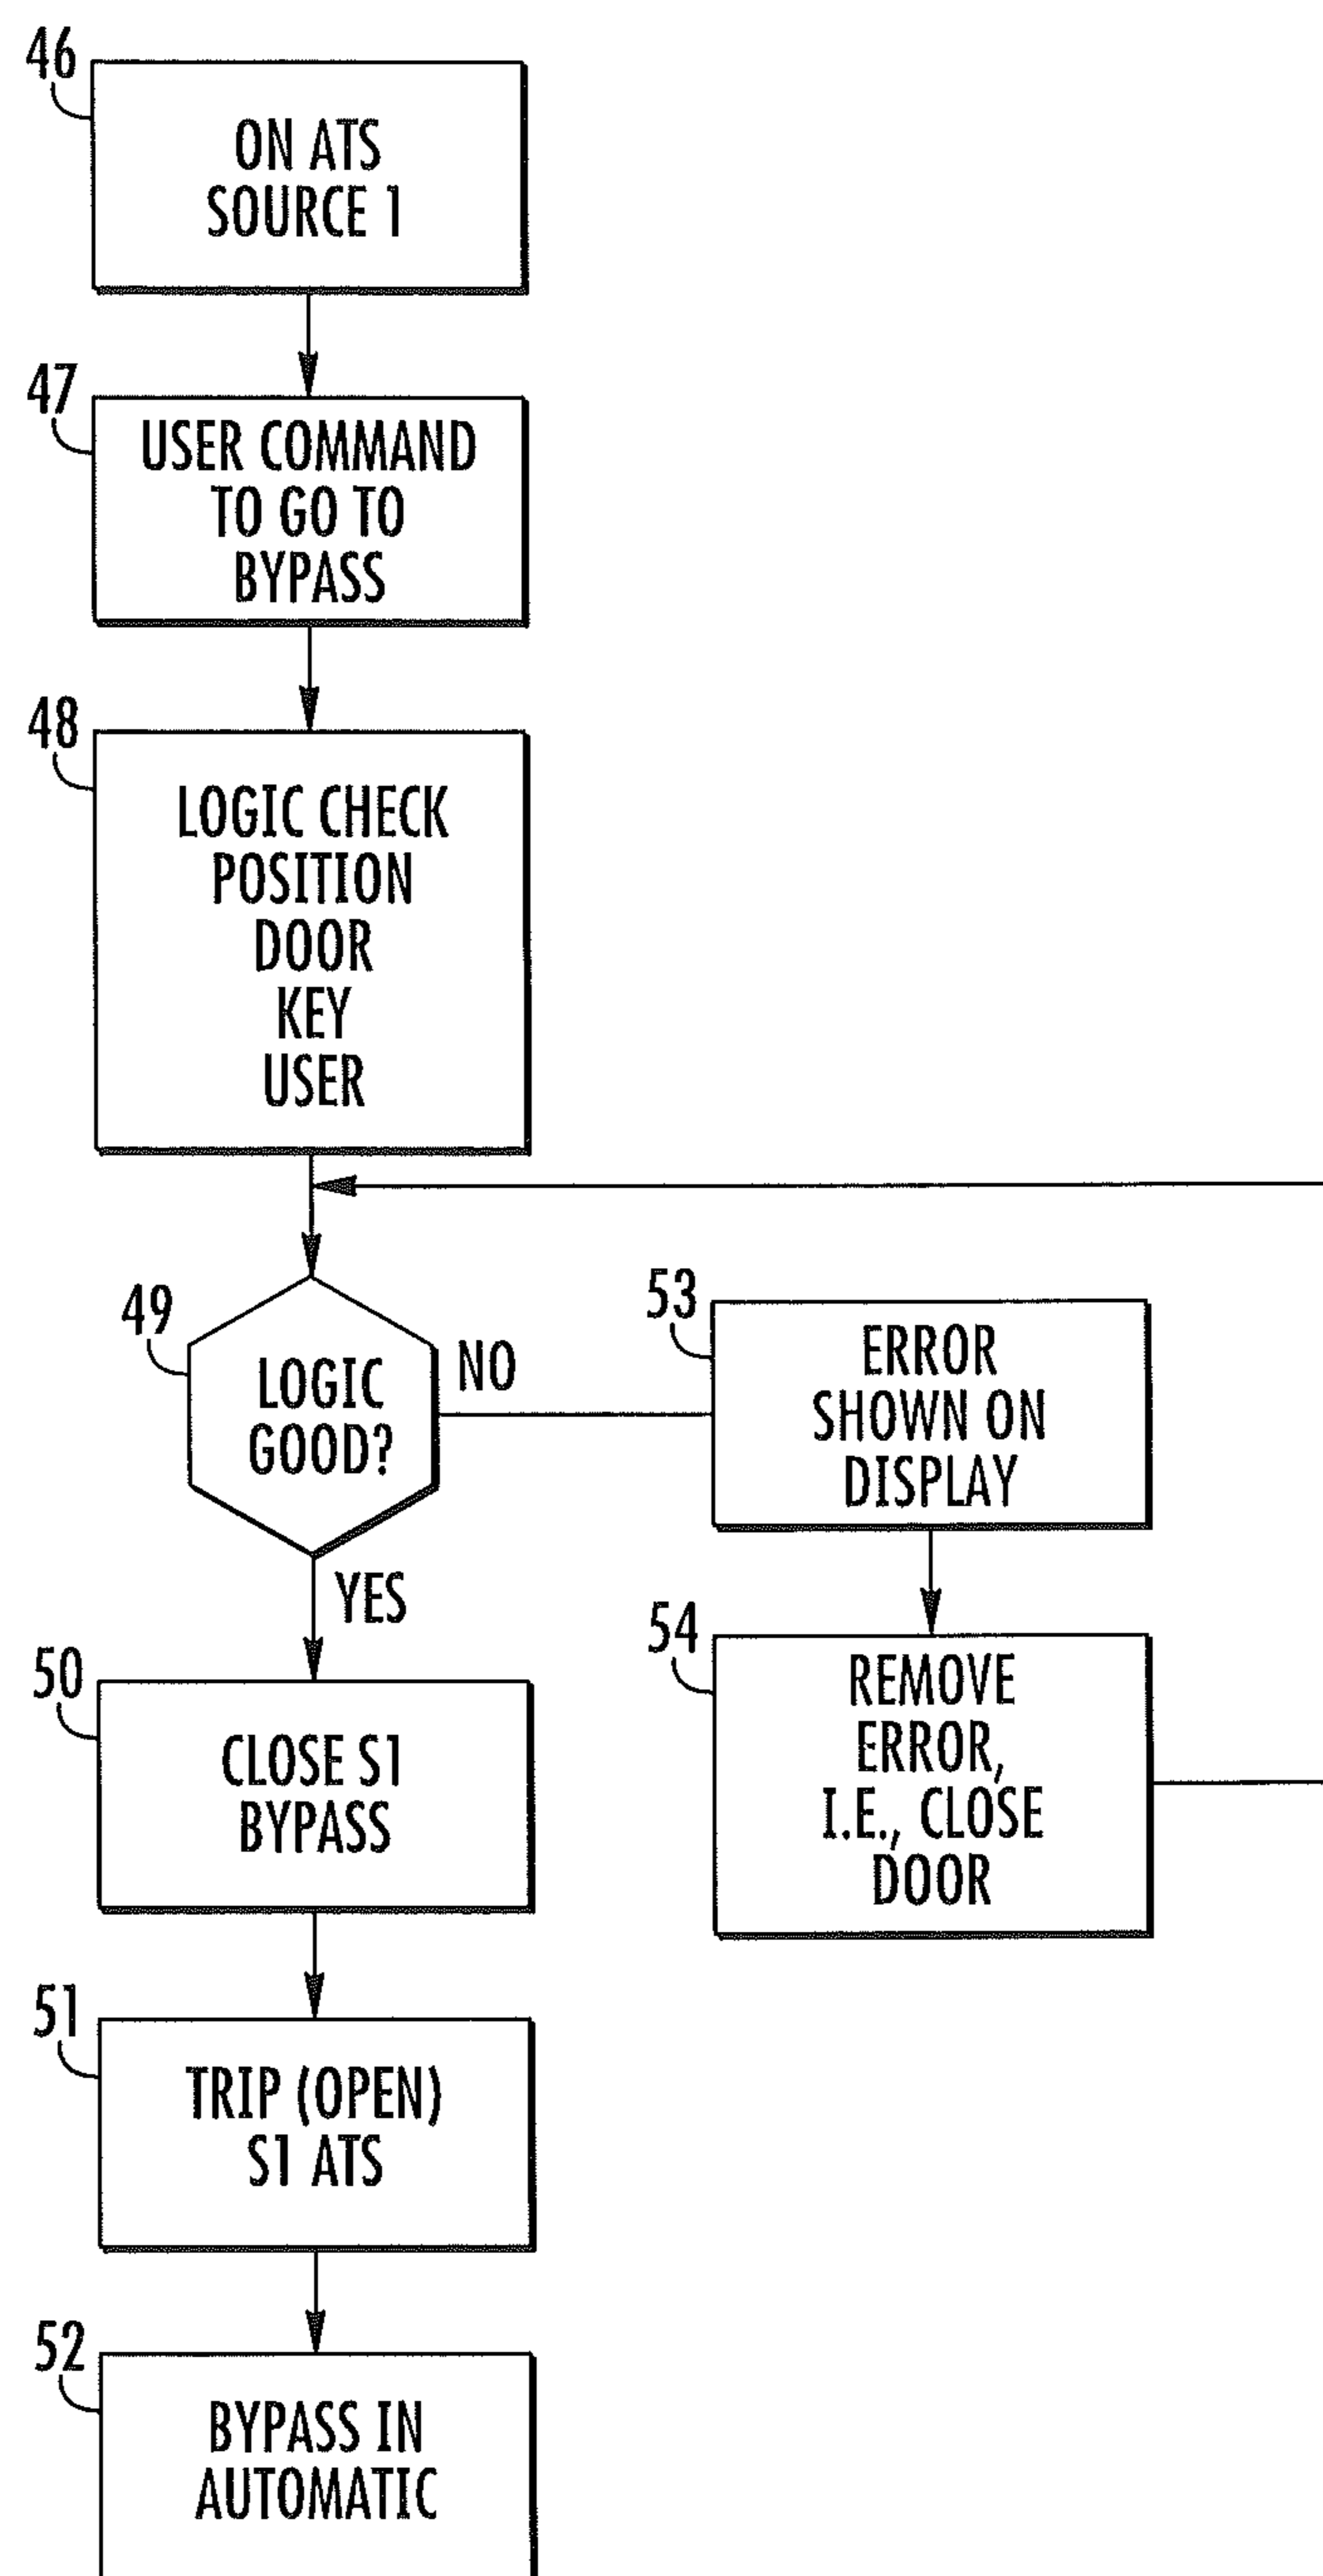 46
ON ATS
SOURCE 1
47
USER COMMAND
TO GO TO
BYPASS
48
LOGIC CHECK
POSITION
DOOR
KEY
USER
49
LOGIC
GOOD?
NO
YES
53
ERROR
SHOWN ON
DISPLAY
54
REMOVE
ERROR,
I.E., CLOSE
DOOR
50
CLOSE S1
BYPASS
51
TRIP (OPEN)
S1 ATS
52
BYPASS IN
AUTOMATIC